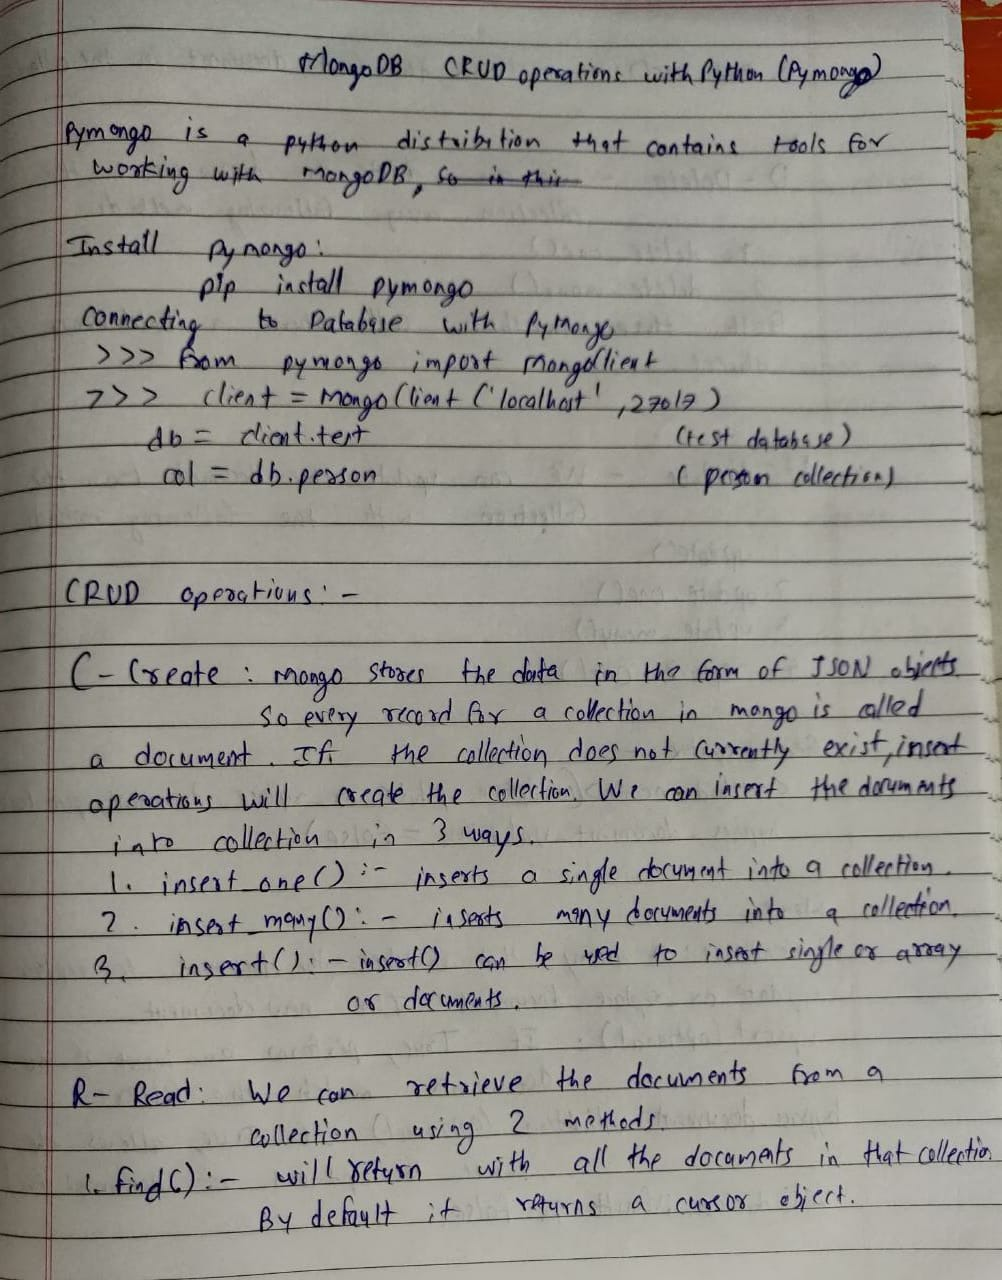 MongoDB CRUD operations with Python (Pymongo)
Pymongo is a python distribution that contains tools for
working with mongoDB, so in this
Install Pymongo:
pip install pymongo
Connecting to Database with PyMongo
>>> from pymongo import MongoClient
>>> client = MongoClient ('localhost', 27017)
db = client.test (test database)
col = db.person (person collection)
CRUD operations: -
C - Create : mongo stores the data in the form of JSON objects
So every record for a collection in mongo is called
a document. If the collection does not currently exist, insert
operations will create the collection. We can insert the documents
into collection in 3 ways.
1. insert_one() :- inserts a single document into a collection.
2. insert_many() : - inserts many documents into a collection.
3. insert() : - insert() can be used to insert single or array
or documents.
R - Read: We can retrieve the documents from a
collection using 2 methods.
1. find() : - will return with all the documents in that collection
By default it returns a cursor object.